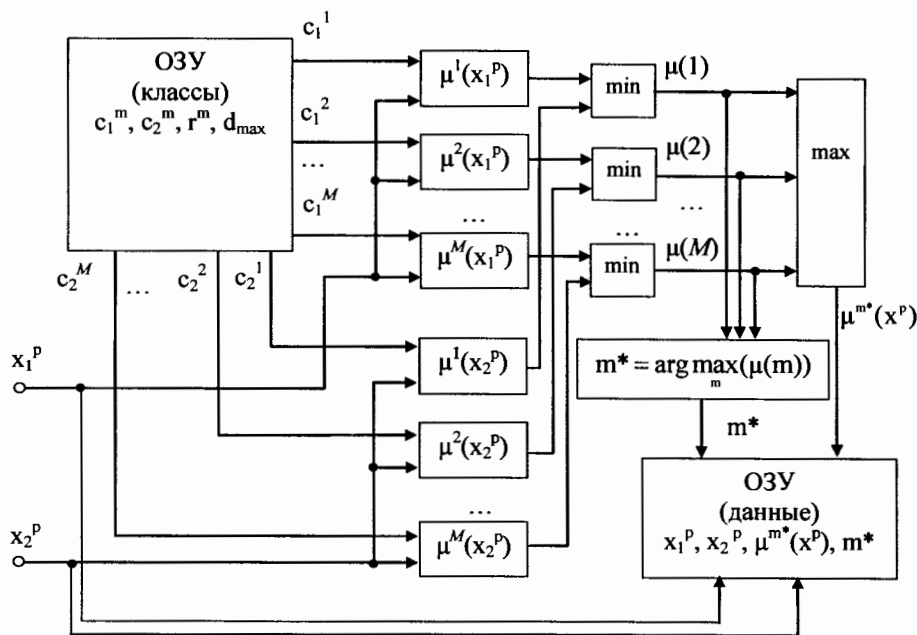 c₁¹
ОЗУ
(классы)
c₁ᵐ, c₂ᵐ, rᵐ, d_max
c₁²
...
c₁ᴹ
c₂ᴹ
...
c₂²
c₂¹
μ¹(x₁ᵖ)
μ²(x₁ᵖ)
...
μᴹ(x₁ᵖ)
min
μ(1)
min
μ(2)
...
...
min
μ(M)
max
x₁ᵖ
μ¹(x₂ᵖ)
μ²(x₂ᵖ)
...
μᴹ(x₂ᵖ)
x₂ᵖ
μᵐ*(xᵖ)
m* = arg max(μ(m))
m
m*
ОЗУ
(данные)
x₁ᵖ, x₂ᵖ, μᵐ*(xᵖ), m*